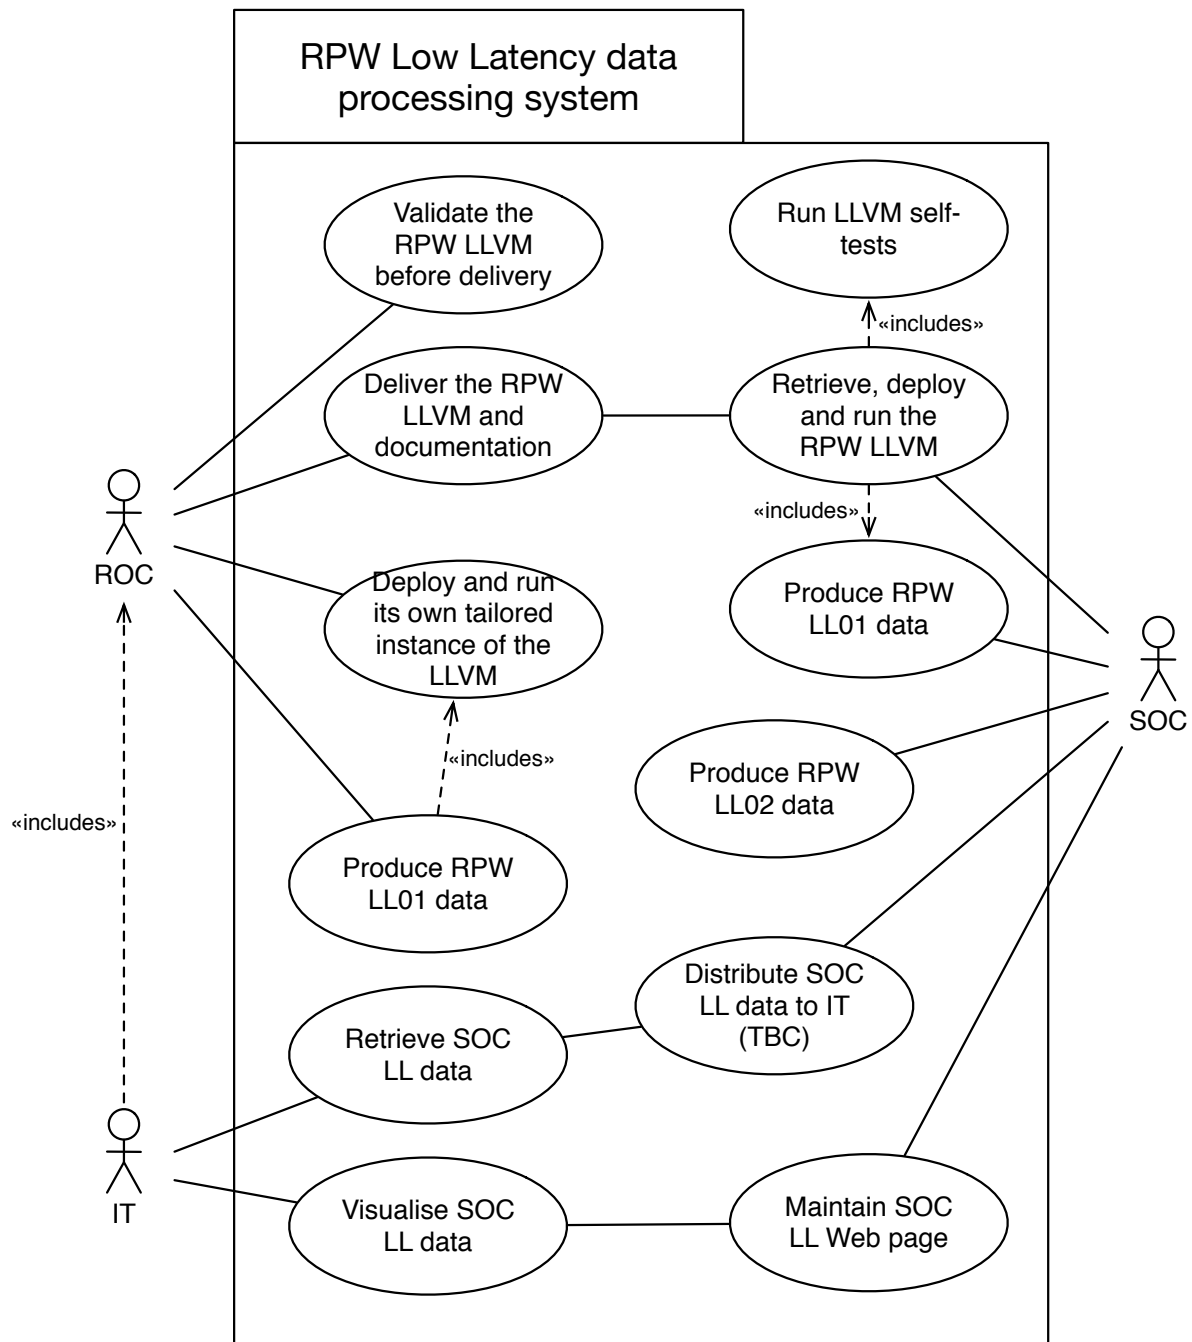 RPW Low Latency data
processing system
Validate the
RPW LLVM
before delivery
Run LLVM self-
tests
«includes»
Deliver the RPW
LLVM and
documentation
Retrieve, deploy
and run the
RPW LLVM
«includes»
ROC
Deploy and run
its own tailored
instance of the
LLVM
Produce RPW
LL01 data
SOC
«includes»
Produce RPW
LL02 data
«includes»
Produce RPW
LL01 data
Distribute SOC
LL data to IT
(TBC)
Retrieve SOC
LL data
IT
Visualise SOC
LL data
Maintain SOC
LL Web page